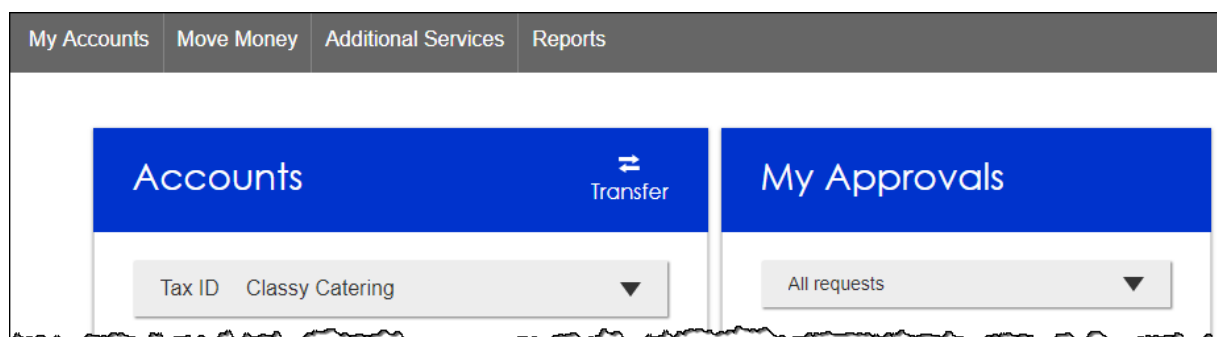 My Accounts Move Money Additional Services Reports
Accounts
Transfer
My Approvals
Tax ID Classy Catering
All requests